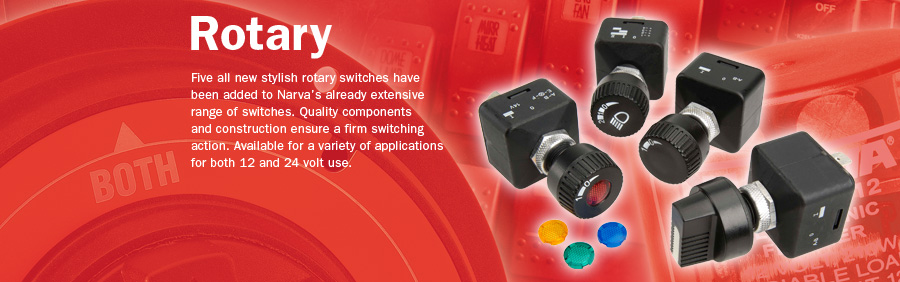 Rotary
Five all new stylish rotary switches have
been added to Narva's already extensive
range of switches. Quality components
and construction ensure a firm switching
action. Available for a variety of applications
for both 12 and 24 volt use.
BOTH
OFF
FAN